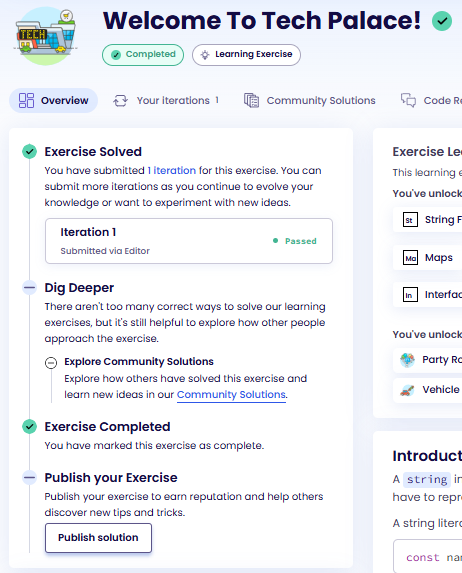 TECH
Welcome To Tech Palace!
Completed
Learning Exercise
Overview
Your iterations 1
Community Solutions
Code Re
Exercise Solved
You have submitted 1 iteration for this exercise. You can
submit more iterations as you continue to evolve your
knowledge or want to experiment with new ideas.
Iteration 1
Submitted via Editor
Passed
Dig Deeper
There aren't too many correct ways to solve our learning
exercises, but it's still helpful to explore how other people
approach the exercise.
Explore Community Solutions
Explore how others have solved this exercise and
learn new ideas in our Community Solutions.
Exercise Completed
You have marked this exercise as complete.
Publish your Exercise
Publish your exercise to earn reputation and help others
discover new tips and tricks.
Publish solution
Exercise Lea
This learning e
You've unlock
St String F
Ma Maps
In Interfac
You've unlock
Party Ro
Vehicle
Introduct
A string in
have to repre
A string litera
const nam